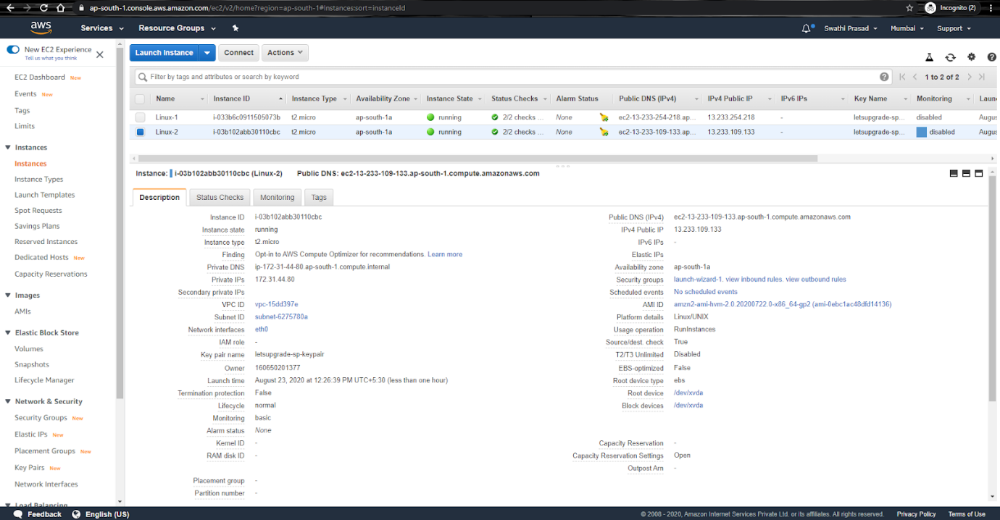 ap-south-1.console.aws.amazon.com/ec2/v2/home?region=ap-south-1#Instances:sort=instanceId
Incognito (2)
aws
Services
Resource Groups
Swathi Prasad
Mumbai
Support
New EC2 Experience
Tell us what you think
EC2 Dashboard New
Events New
Tags
Limits
Instances
Instances
Instance Types
Launch Templates
Spot Requests
Savings Plans
Reserved Instances
Dedicated Hosts New
Capacity Reservations
Images
AMIs
Elastic Block Store
Volumes
Snapshots
Lifecycle Manager
Network & Security
Security Groups New
Elastic IPs New
Placement Groups New
Key Pairs New
Network Interfaces
Load Balancing
Launch Instance
Connect
Actions
Filter by tags and attributes or search by keyword
1 to 2 of 2
Name Instance ID Instance Type Availability Zone Instance State Status Checks Alarm Status Public DNS (IPv4) IPv4 Public IP IPv6 IPs Key Name Monitoring Laun
Linux-1 i-033b6c0911505073b t2.micro ap-south-1a running 2/2 checks ... None ec2-13-233-254-218.ap... 13.233.254.218 - letsupgrade-sp... disabled Augus
Linux-2 i-03b102abb30110cbc t2.micro ap-south-1a running 2/2 checks ... None ec2-13-233-109-133.ap... 13.233.109.133 - letsupgrade-sp... disabled Augus
Instance: i-03b102abb30110cbc (Linux-2) Public DNS: ec2-13-233-109-133.ap-south-1.compute.amazonaws.com
Description Status Checks Monitoring Tags
Instance ID i-03b102abb30110cbc
Instance state running
Instance type t2.micro
Finding Opt-in to AWS Compute Optimizer for recommendations. Learn more
Private DNS ip-172-31-44-80.ap-south-1.compute.internal
Private IPs 172.31.44.80
Secondary private IPs
VPC ID vpc-15dd397e
Subnet ID subnet-6275780a
Network interfaces eth0
IAM role -
Key pair name letsupgrade-sp-keypair
Owner 160650201377
Launch time August 23, 2020 at 12:26:39 PM UTC+5:30 (less than one hour)
Termination protection False
Lifecycle normal
Monitoring basic
Alarm status None
Kernel ID -
RAM disk ID -
Placement group -
Partition number -
Public DNS (IPv4) ec2-13-233-109-133.ap-south-1.compute.amazonaws.com
IPv4 Public IP 13.233.109.133
IPv6 IPs -
Elastic IPs
Availability zone ap-south-1a
Security groups launch-wizard-1. view inbound rules. view outbound rules
Scheduled events No scheduled events
AMI ID amzn2-ami-hvm-2.0.20200722.0-x86_64-gp2 (ami-0ebc1ac48dfd14136)
Platform details Linux/UNIX
Usage operation RunInstances
Source/dest. check True
T2/T3 Unlimited Disabled
EBS-optimized False
Root device type ebs
Root device /dev/xvda
Block devices /dev/xvda
Capacity Reservation -
Capacity Reservation Settings Open
Outpost Arn -
Feedback
English (US)
© 2008 - 2020, Amazon Internet Services Private Ltd. or its affiliates. All rights reserved.
Privacy Policy
Terms of Use